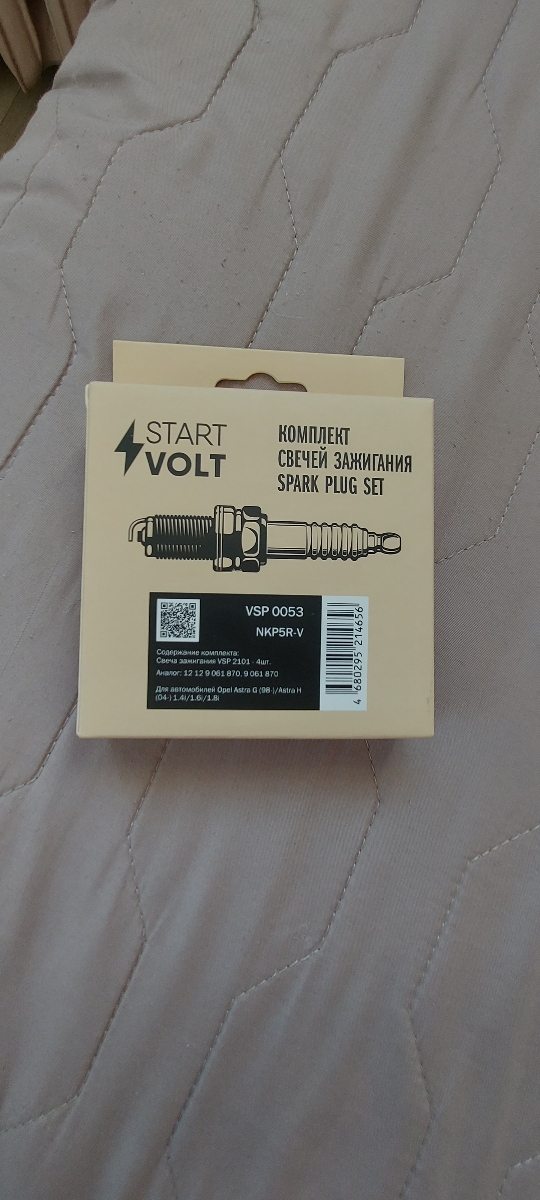 START
VOLT
КОМПЛЕКТ
СВЕЧЕЙ ЗАЖИГАНИЯ
SPARK PLUG SET
VSP 0053
NKP5R-V
Содержание комплекта:
Свеча зажигания VSP 2101 - 4шт.
Аналог: 12 12 9 061 870, 9 061 870
Для автомобилей Opel Astra G (98-)/Astra H
(04-) 1.4i/1.6i/1.8i
4 680295 214656